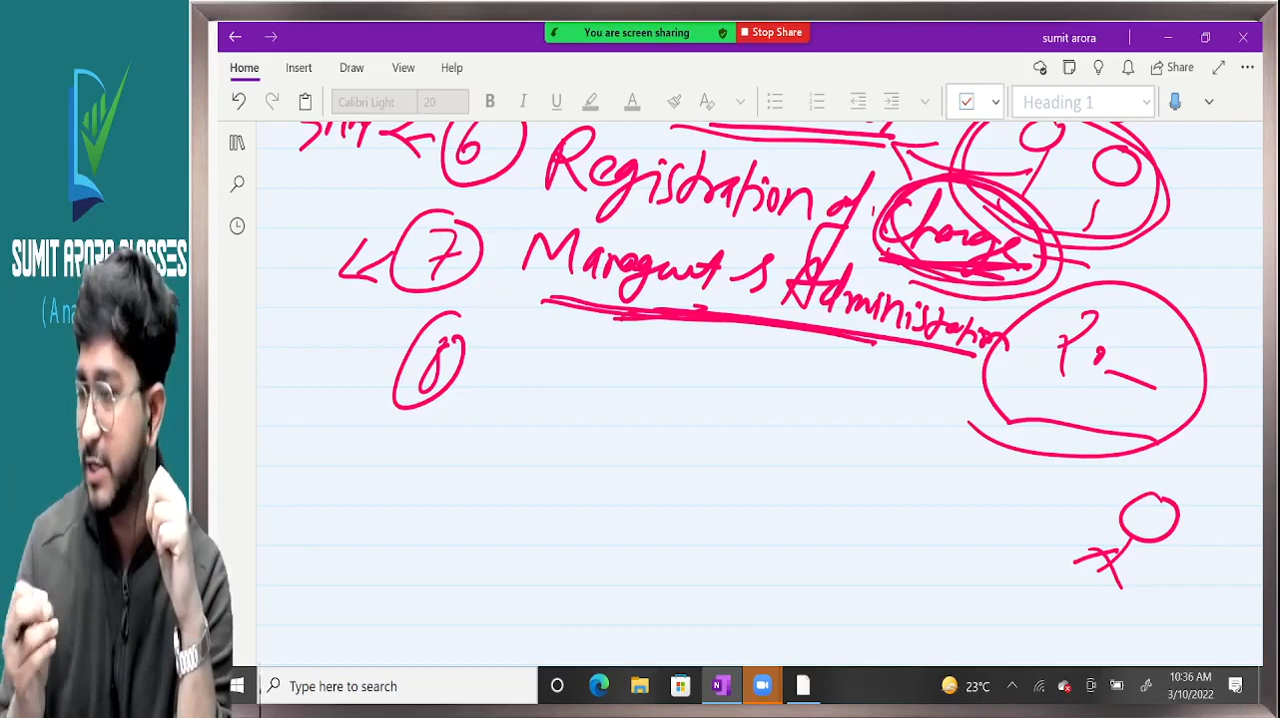 You are screen sharing
Stop Share
sumit arora
Home Insert Draw View Help
Share
Calibri Light 20
B I U A
Heading 1
6 Registration of Charge
7 Managemt & Administration
8
SUMIT ARORA CLASSES
( A na
Type here to search
23°C
10:36 AM
3/10/2022